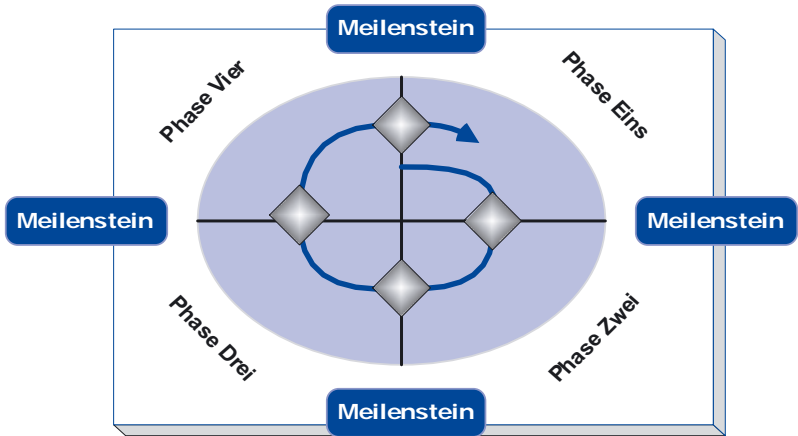 Meilenstein
Phase Vier
Phase Eins
Meilenstein
Meilenstein
Phase Drei
Phase Zwei
Meilenstein